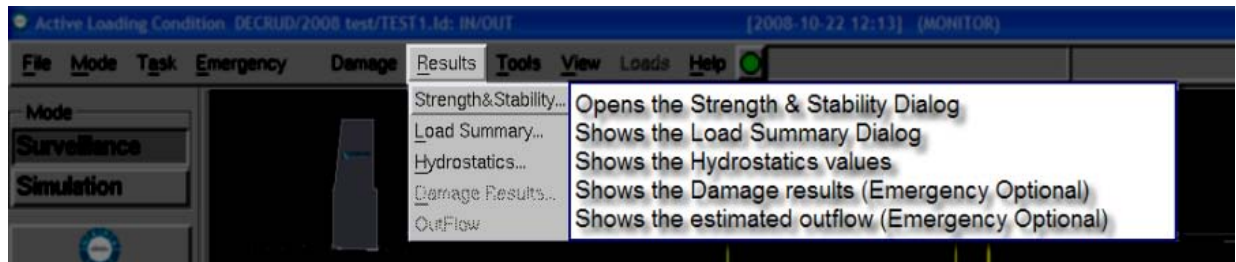 Active Loading Condition DECRUD/2008 test/TEST1.ld: IN/OUT [2008-10-22 12:13] (MONITOR)
File Mode Task Emergency Damage Results Tools View Loads Help
Mode
Surveillance
Simulation
Strength&Stability... Opens the Strength & Stability Dialog
Load Summary... Shows the Load Summary Dialog
Hydrostatics... Shows the Hydrostatics values
Damage Results... Shows the Damage results (Emergency Optional)
OutFlow Shows the estimated outflow (Emergency Optional)